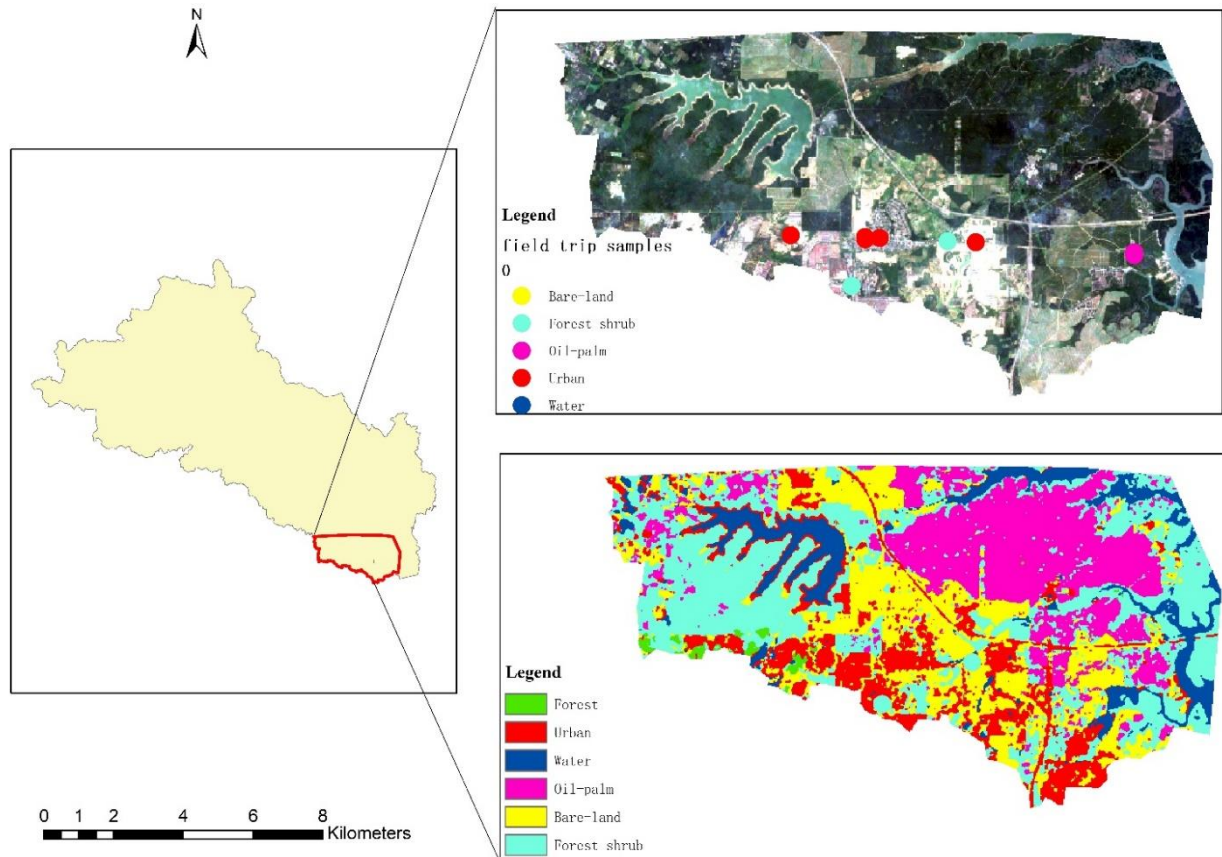 N
Legend
field trip samples
0
Bare-land
Forest shrub
Oil-palm
Urban
Water
Legend
Forest
Urban
Water
Oil-palm
Bare-land
Forest shrub
0 1 2 4 6 8
Kilometers